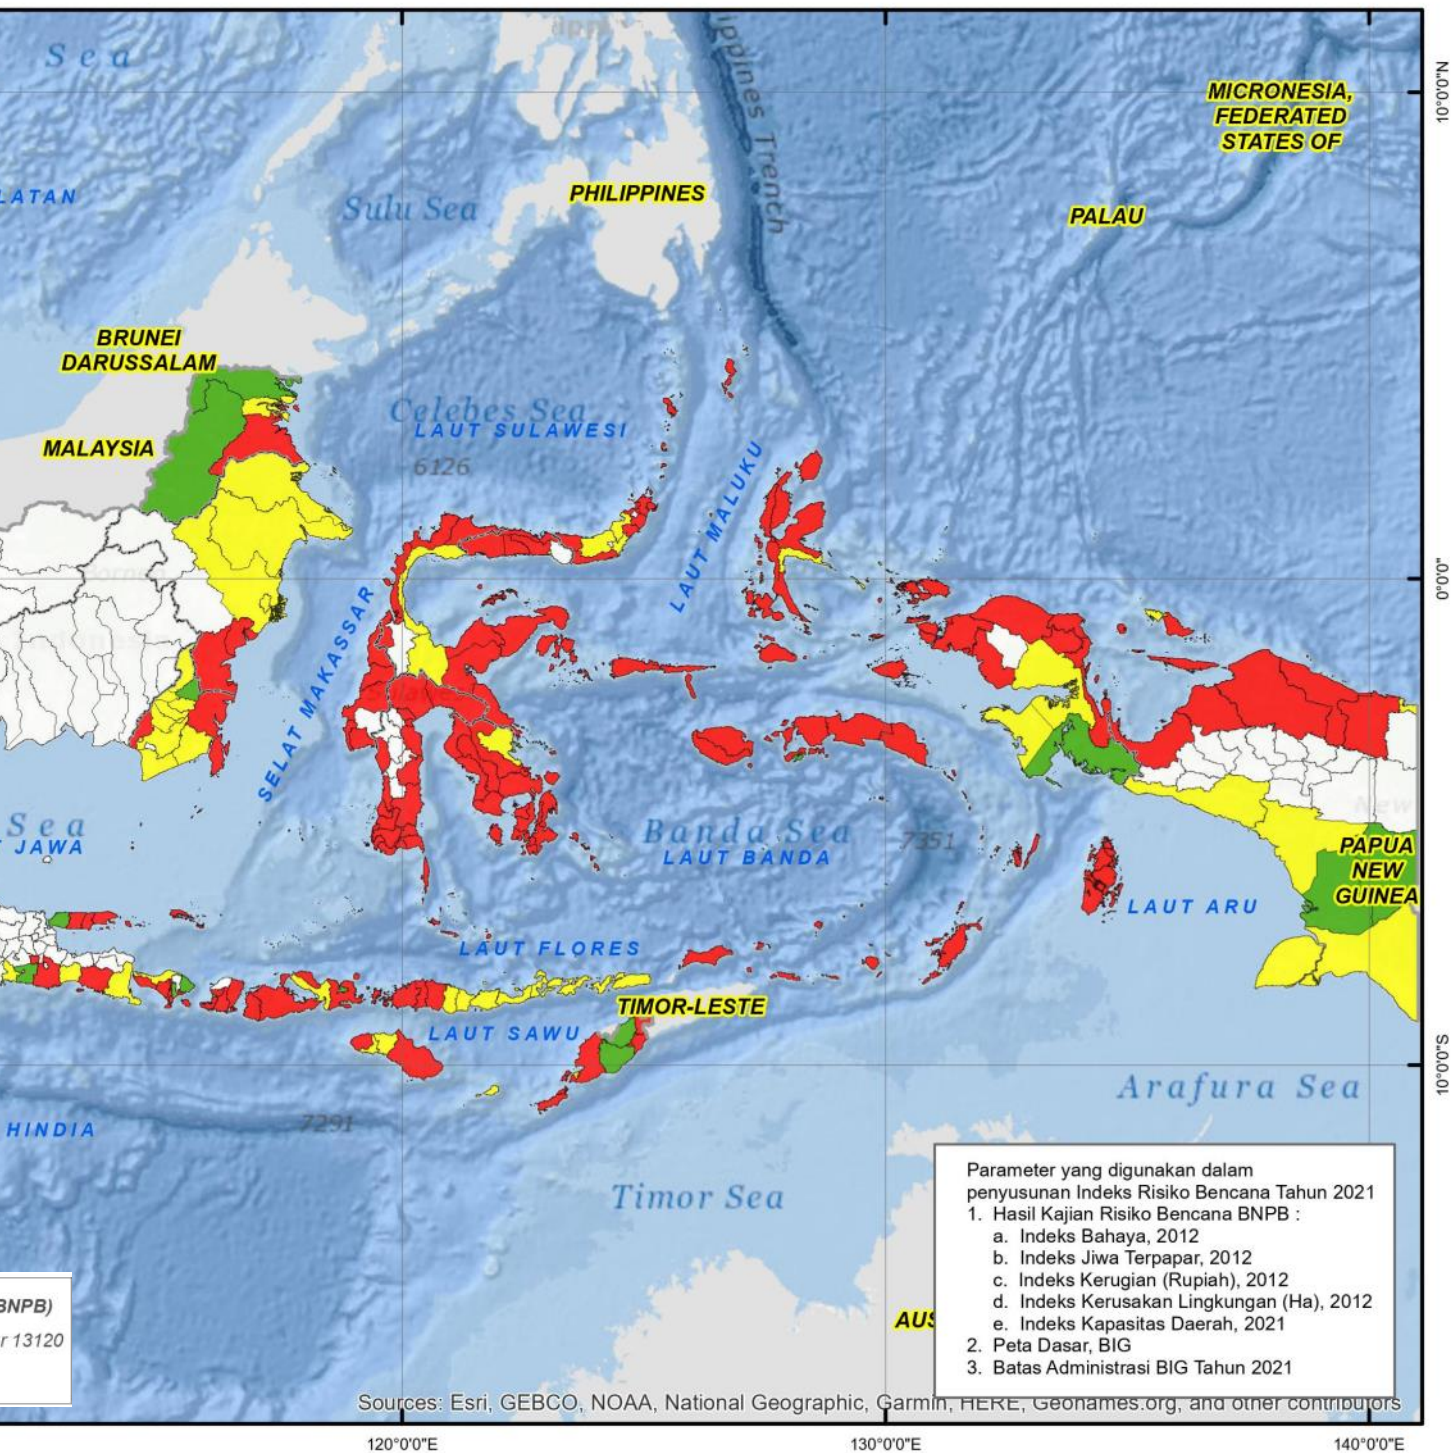 Sea
ippines Trench
10°0'0"N
MICRONESIA,
FEDERATED
STATES OF
LATAN
PHILIPPINES
Sulu Sea
PALAU
BRUNEI
DARUSSALAM
Celebes Sea
LAUT SULAWESI
MALAYSIA
6126
LAUT MALUKU
0°0'0"
SELAT MAKASSAR
Sea
JAWA
Banda Sea
LAUT BANDA
7351
New
PAPUA
NEW
GUINEA
LAUT ARU
LAUT FLORES
TIMOR-LESTE
LAUT SAWU
10°0'0"S
Arafura Sea
HINDIA
7291
Timor Sea
Parameter yang digunakan dalam
penyusunan Indeks Risiko Bencana Tahun 2021
1. Hasil Kajian Risiko Bencana BNPB :
a. Indeks Bahaya, 2012
b. Indeks Jiwa Terpapar, 2012
c. Indeks Kerugian (Rupiah), 2012
d. Indeks Kerusakan Lingkungan (Ha), 2012
e. Indeks Kapasitas Daerah, 2021
2. Peta Dasar, BIG
3. Batas Administrasi BIG Tahun 2021
BNPB)
r 13120
AUS
Sources: Esri, GEBCO, NOAA, National Geographic, Garmin, HERE, Geonames.org, and other contributors
120°0'0"E
130°0'0"E
140°0'0"E